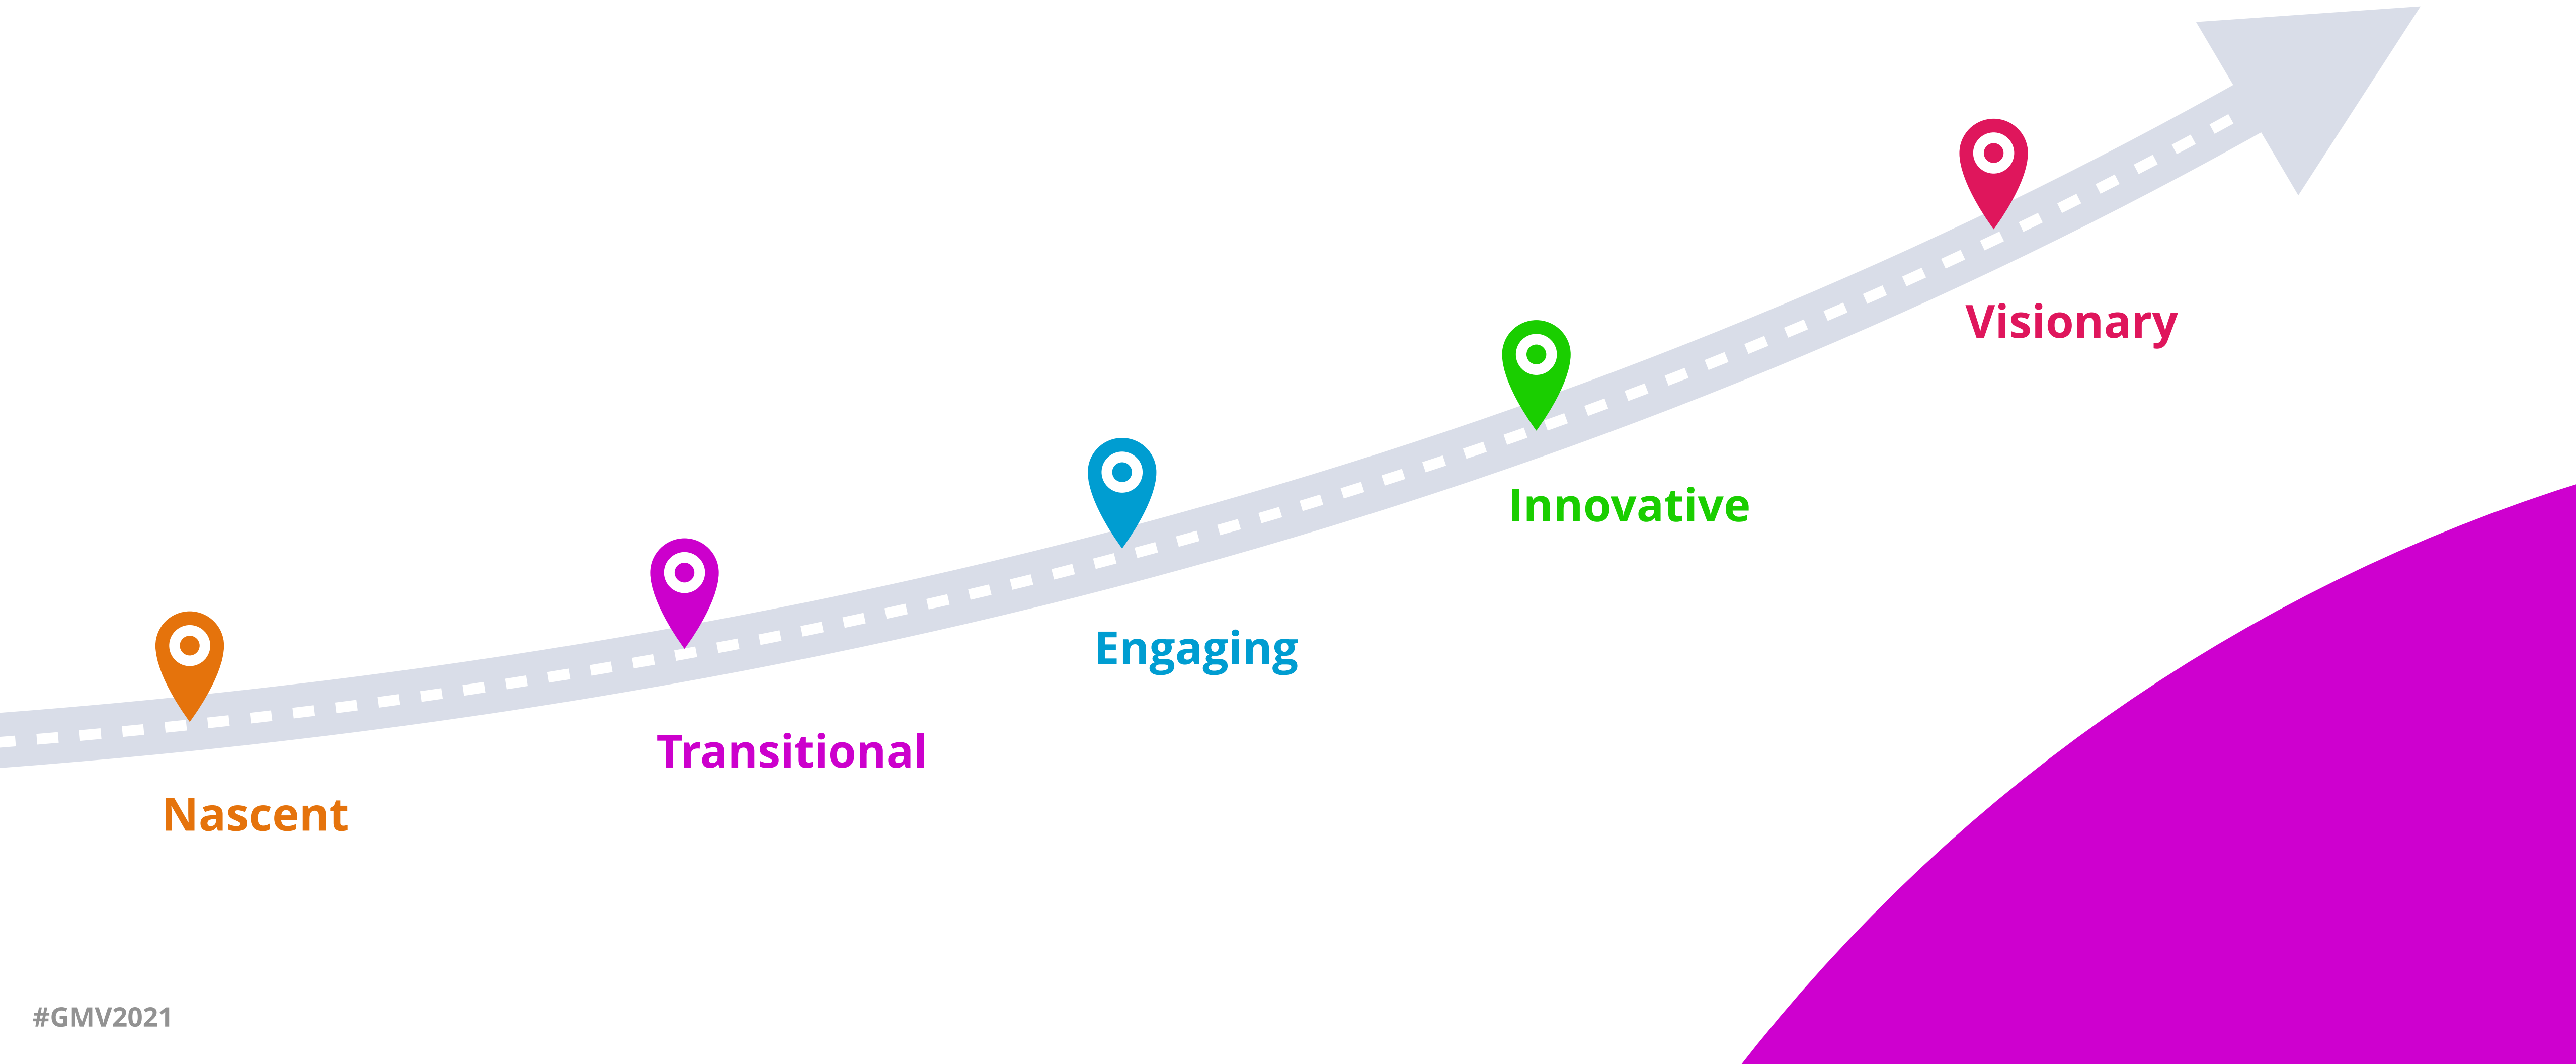 Nascent
Transitional
Engaging
Innovative
Visionary
#GMV2021